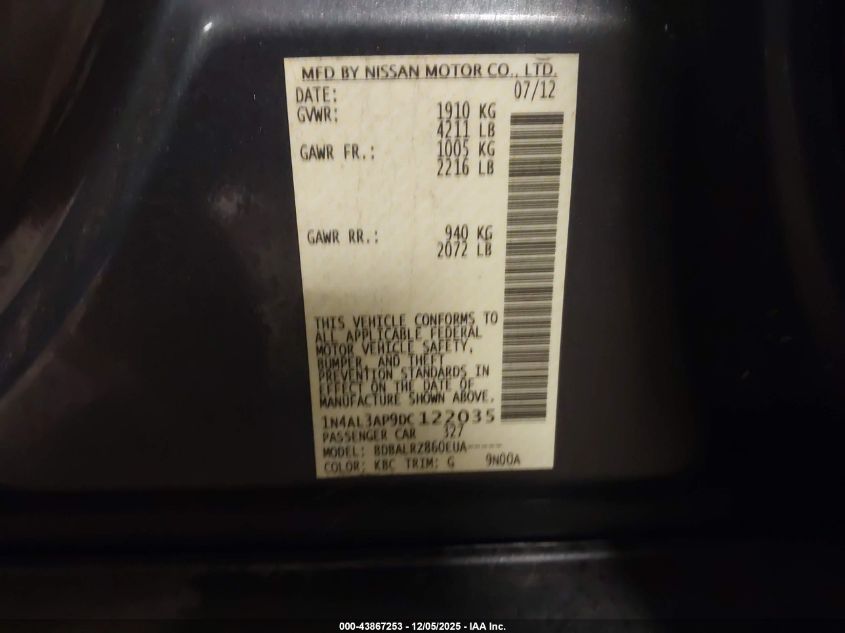 MFD BY NISSAN MOTOR CO., LTD.
DATE: 07/12
GVWR: 1910 KG
4211 LB
GAWR FR.: 1005 KG
2216 LB
GAWR RR.: 940 KG
2072 LB
THIS VEHICLE CONFORMS TO
ALL APPLICABLE FEDERAL
MOTOR VEHICLE SAFETY,
BUMPER, AND THEFT
PREVENTION STANDARDS IN
EFFECT ON THE DATE OF
MANUFACTURE SHOWN ABOVE.
1N4AL3AP9DC122035
PASSENGER CAR 327
MODEL: BDBALRZ860EUA-----
COLOR: KBC TRIM: G 9N00A
000-43867253 - 12/05/2025 - IAA Inc.